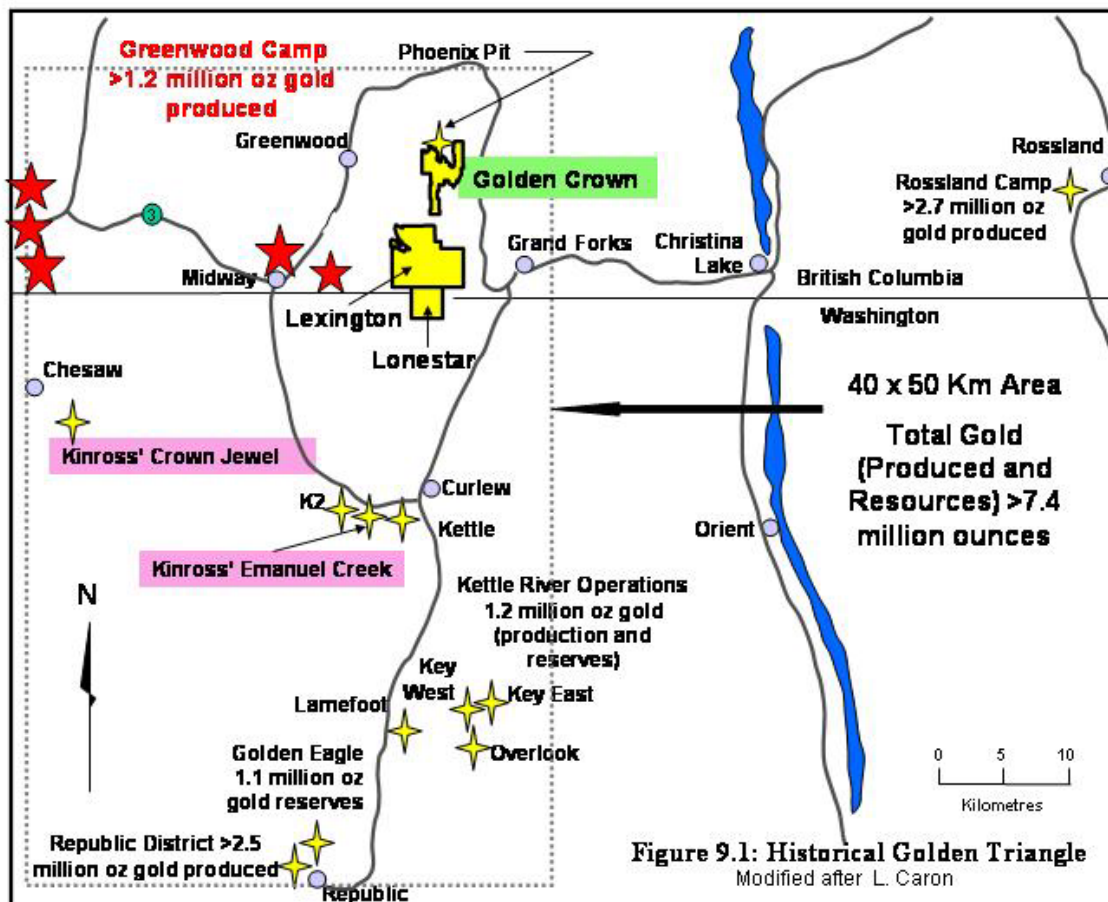 Greenwood Camp
>1.2 million oz gold
produced
Phoenix Pit
Greenwood
Golden Crown
Rossland
Rossland Camp
>2.7 million oz
gold produced
3
Grand Forks
Christina
Lake
Midway
British Columbia
Washington
Lexington
Lonestar
Chesaw
40 x 50 Km Area
Total Gold
(Produced and
Resources) >7.4
million ounces
Kinross' Crown Jewel
K2
Curlew
Kettle
Orient
Kinross' Emanuel Creek
N
Kettle River Operations
1.2 million oz gold
(production and
reserves)
Key
West
Key East
Lamefoot
Overlook
Golden Eagle
1.1 million oz
gold reserves
0 5 10
Kilometres
Republic District >2.5
million oz gold produced
Republic
Figure 9.1: Historical Golden Triangle
Modified after L. Caron